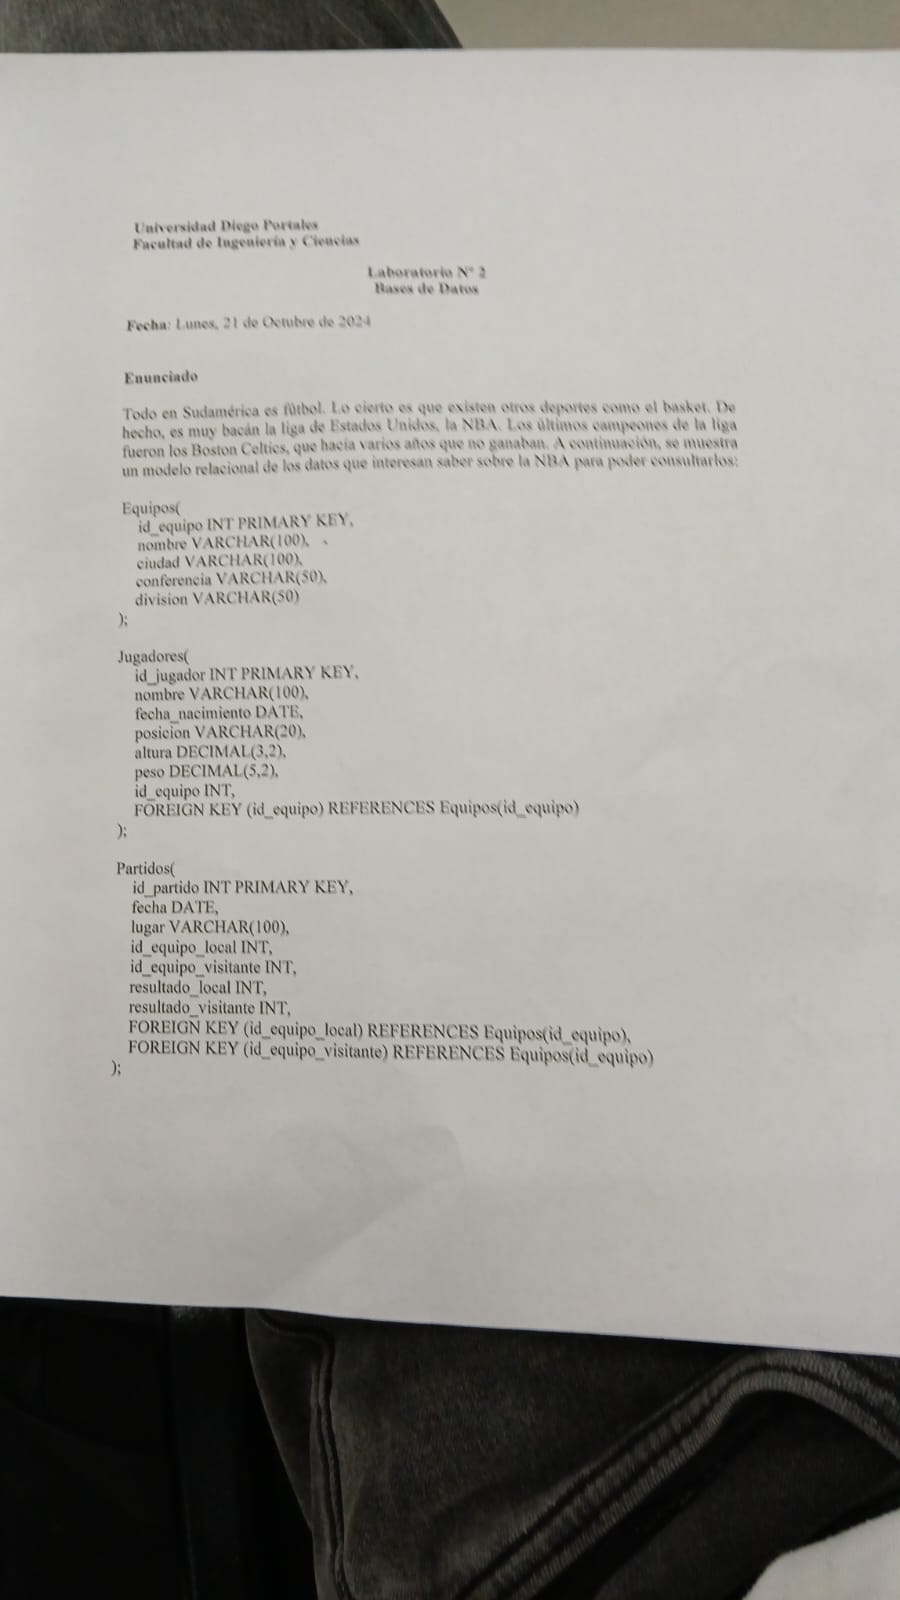 Universidad Diego Portales
Facultad de Ingeniería y Ciencias
Laboratorio N° 2
Bases de Datos
Fecha: Lunes, 21 de Octubre de 2024
Enunciado
Todo en Sudamérica es fútbol. Lo cierto es que existen otros deportes como el basket. De
hecho, es muy bacán la liga de Estados Unidos, la NBA. Los últimos campeones de la liga
fueron los Boston Celtics, que hacía varios años que no ganaban. A continuación, se muestra
un modelo relacional de los datos que interesan saber sobre la NBA para poder consultarlos:
Equipos(
id_equipo INT PRIMARY KEY,
nombre VARCHAR(100),
ciudad VARCHAR(100),
conferencia VARCHAR(50),
division VARCHAR(50)
);
Jugadores(
id_jugador INT PRIMARY KEY,
nombre VARCHAR(100),
fecha_nacimiento DATE,
posicion VARCHAR(20),
altura DECIMAL(3,2),
peso DECIMAL(5,2),
id_equipo INT,
FOREIGN KEY (id_equipo) REFERENCES Equipos(id_equipo)
);
Partidos(
id_partido INT PRIMARY KEY,
fecha DATE,
lugar VARCHAR(100),
id_equipo_local INT,
id_equipo_visitante INT,
resultado_local INT,
resultado_visitante INT,
FOREIGN KEY (id_equipo_local) REFERENCES Equipos(id_equipo),
FOREIGN KEY (id_equipo_visitante) REFERENCES Equipos(id_equipo)
);